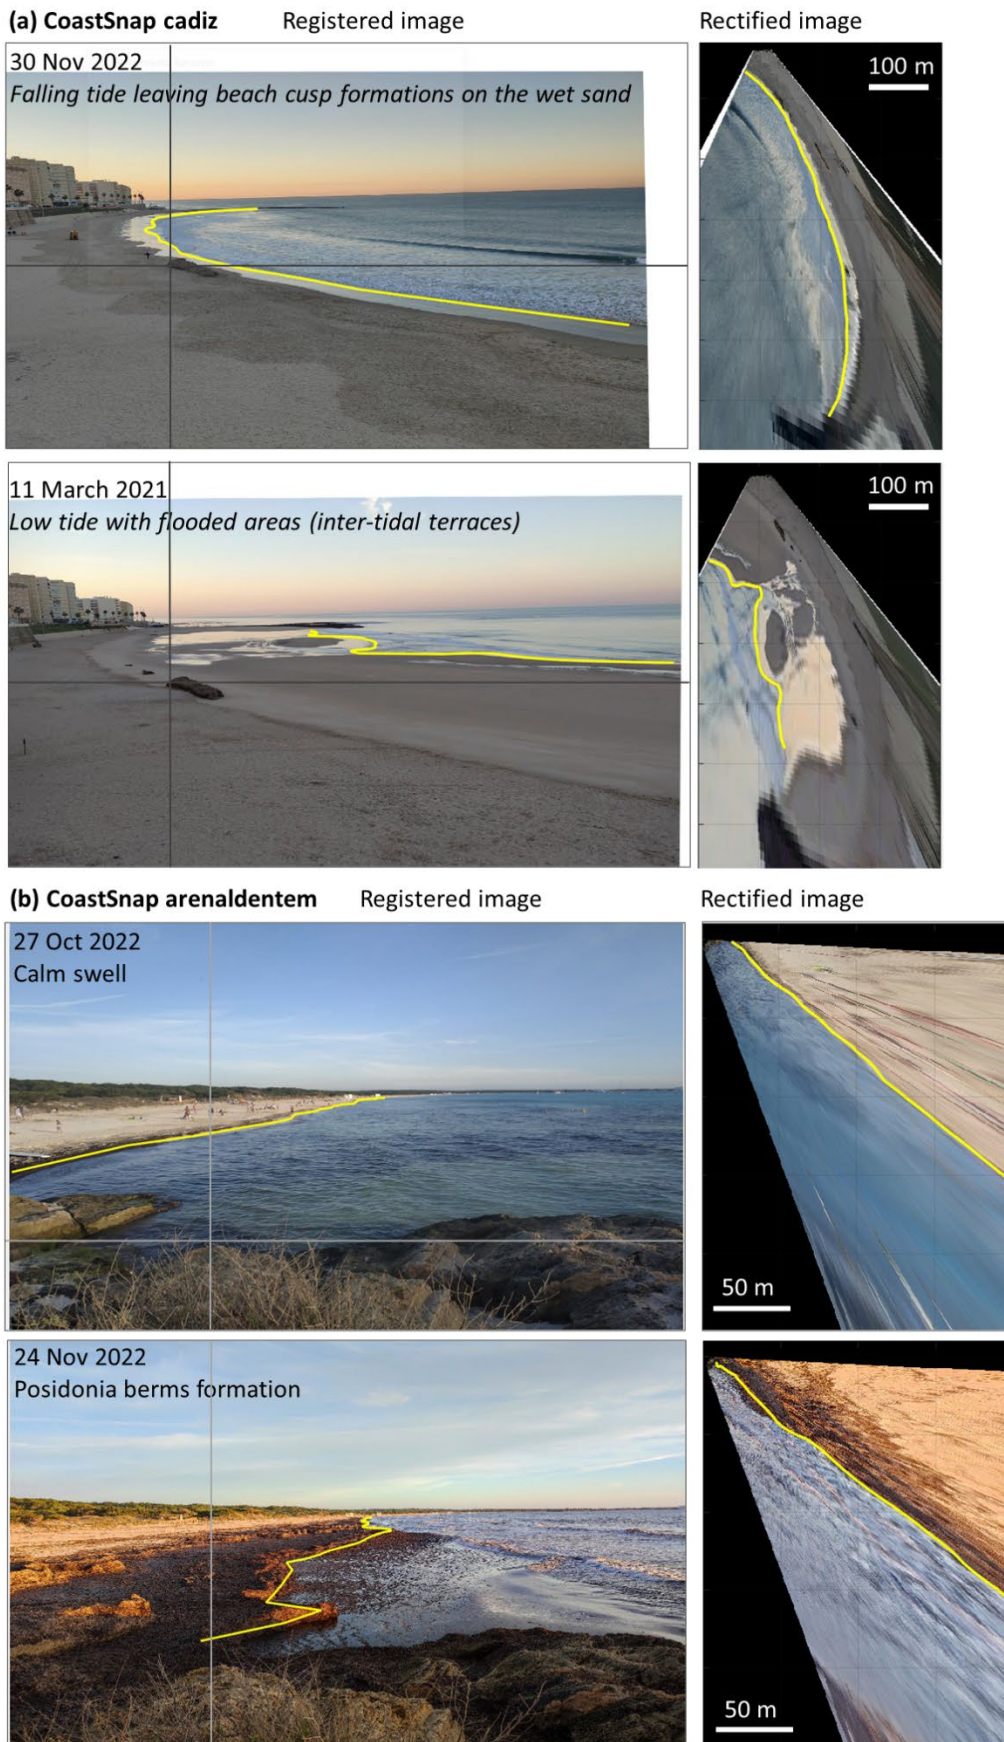 (a) CoastSnap cadiz Registered image Rectified image
30 Nov 2022
Falling tide leaving beach cusp formations on the wet sand
100 m
11 March 2021
Low tide with flooded areas (inter-tidal terraces)
100 m
(b) CoastSnap arenaldentem Registered image Rectified image
27 Oct 2022
Calm swell
50 m
24 Nov 2022
Posidonia berms formation
50 m